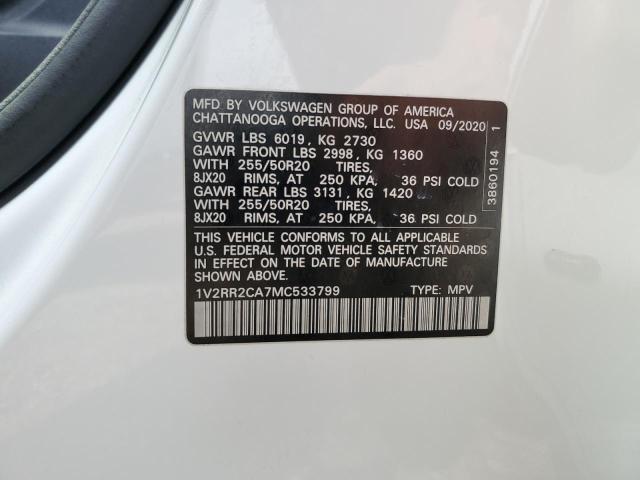 MFD BY VOLKSWAGEN GROUP OF AMERICA
CHATTANOOGA OPERATIONS, LLC. USA 09/2020
GVWR LBS 6019, KG 2730
GAWR FRONT LBS 2998, KG 1360
WITH 255/50R20 TIRES,
8JX20 RIMS, AT 250 KPA, 36 PSI COLD
GAWR REAR LBS 3131, KG 1420
WITH 255/50R20 TIRES,
8JX20 RIMS, AT 250 KPA, 36 PSI COLD
THIS VEHICLE CONFORMS TO ALL APPLICABLE
U.S. FEDERAL MOTOR VEHICLE SAFETY STANDARDS
IN EFFECT ON THE DATE OF MANUFACTURE
SHOWN ABOVE.
1V2RR2CA7MC533799 TYPE: MPV
3860194 1